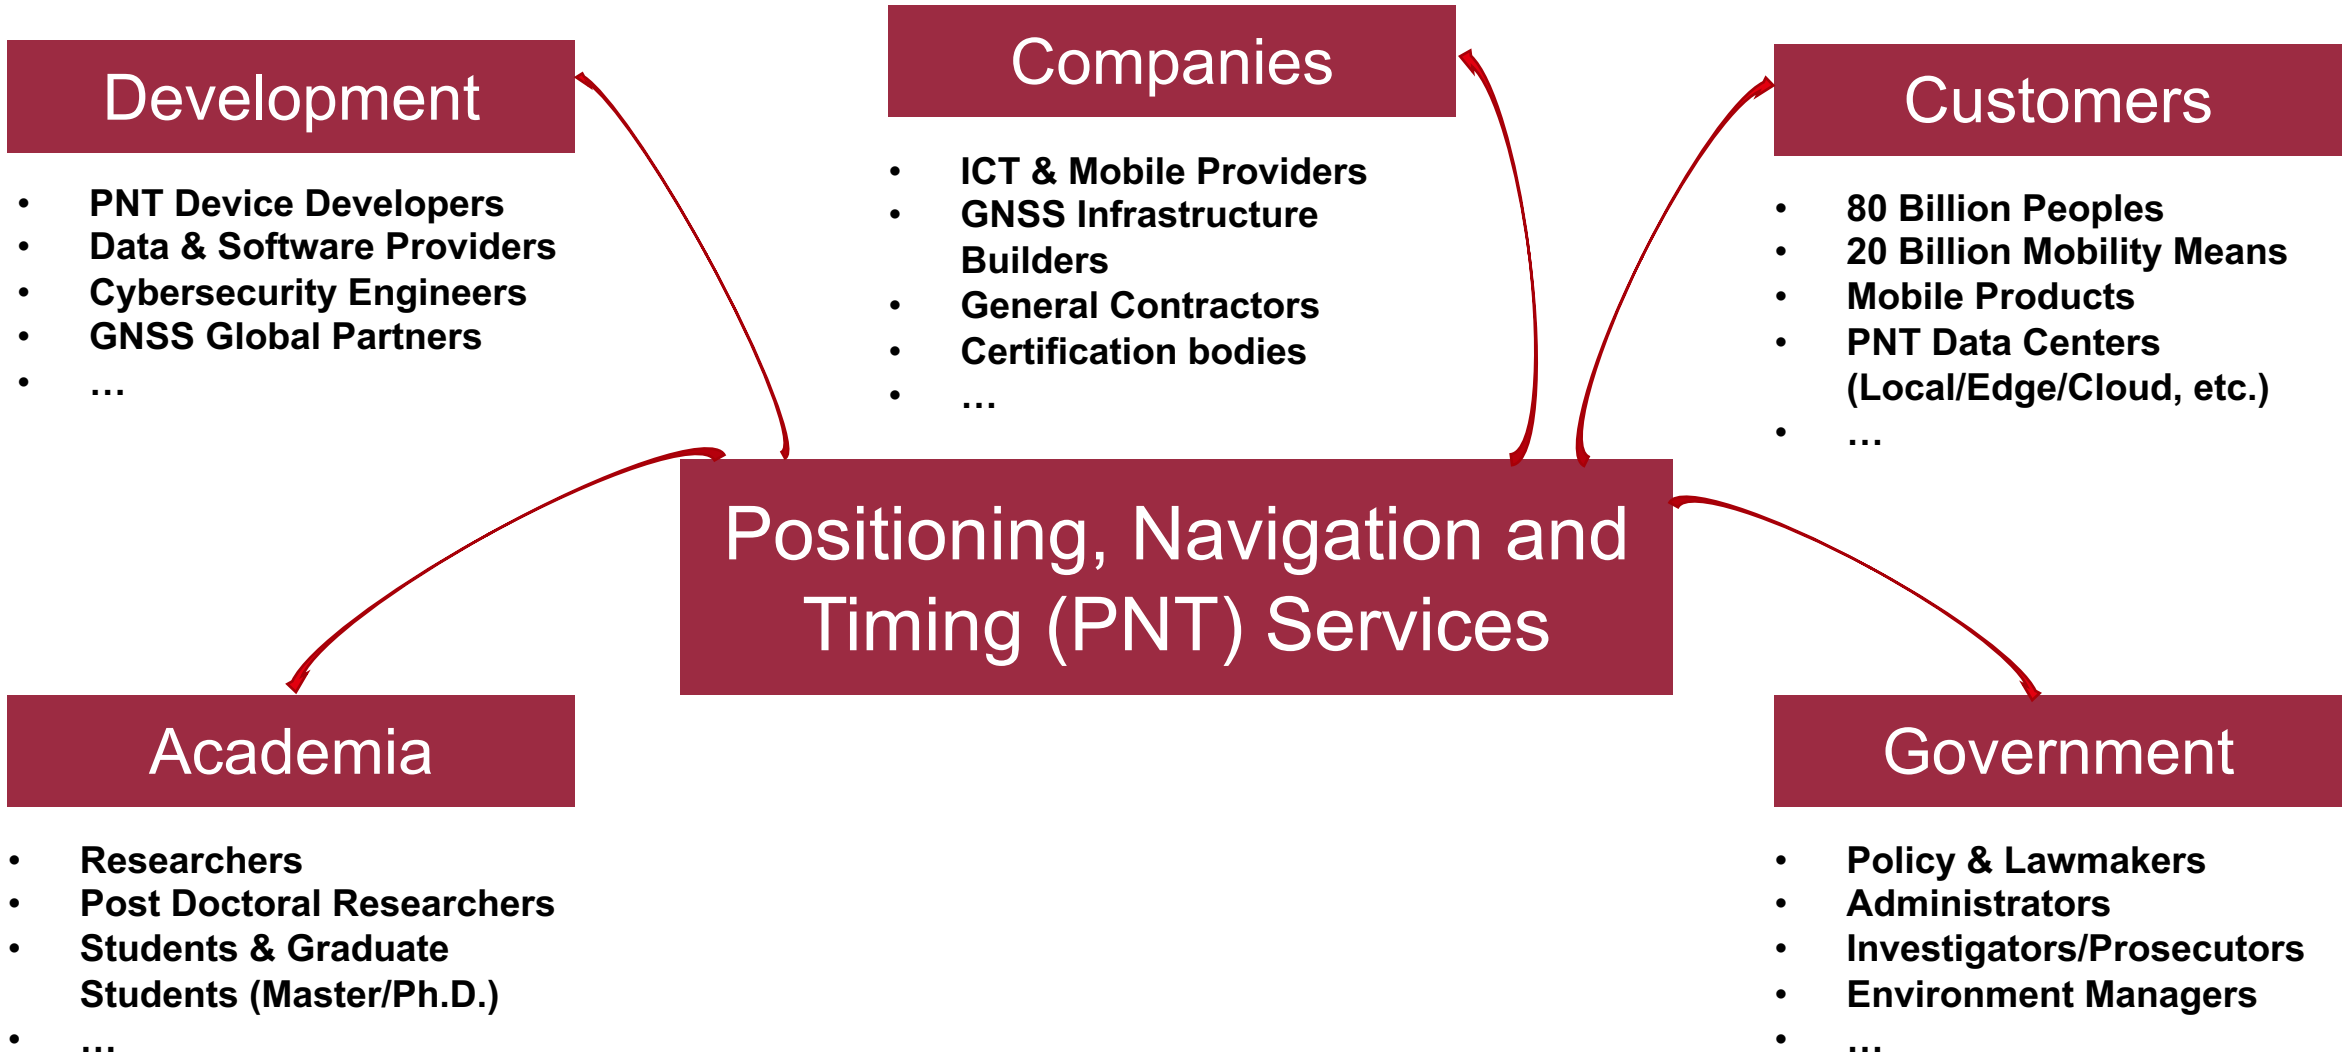 Development
• PNT Device Developers
• Data & Software Providers
• Cybersecurity Engineers
• GNSS Global Partners
• …
Companies
• ICT & Mobile Providers
• GNSS Infrastructure
Builders
• General Contractors
• Certification bodies
• …
Customers
• 80 Billion Peoples
• 20 Billion Mobility Means
• Mobile Products
• PNT Data Centers
(Local/Edge/Cloud, etc.)
• …
Positioning, Navigation and
Timing (PNT) Services
Academia
• Researchers
• Post Doctoral Researchers
• Students & Graduate
Students (Master/Ph.D.)
• …
Government
• Policy & Lawmakers
• Administrators
• Investigators/Prosecutors
• Environment Managers
• …